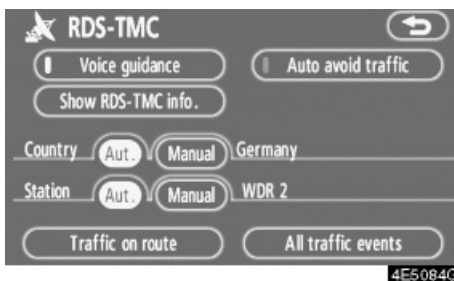 RDS-TMC
Voice guidance Auto avoid traffic
Show RDS-TMC info.
Country Aut. Manual Germany
Station Aut. Manual WDR 2
Traffic on route All traffic events
4E5084G